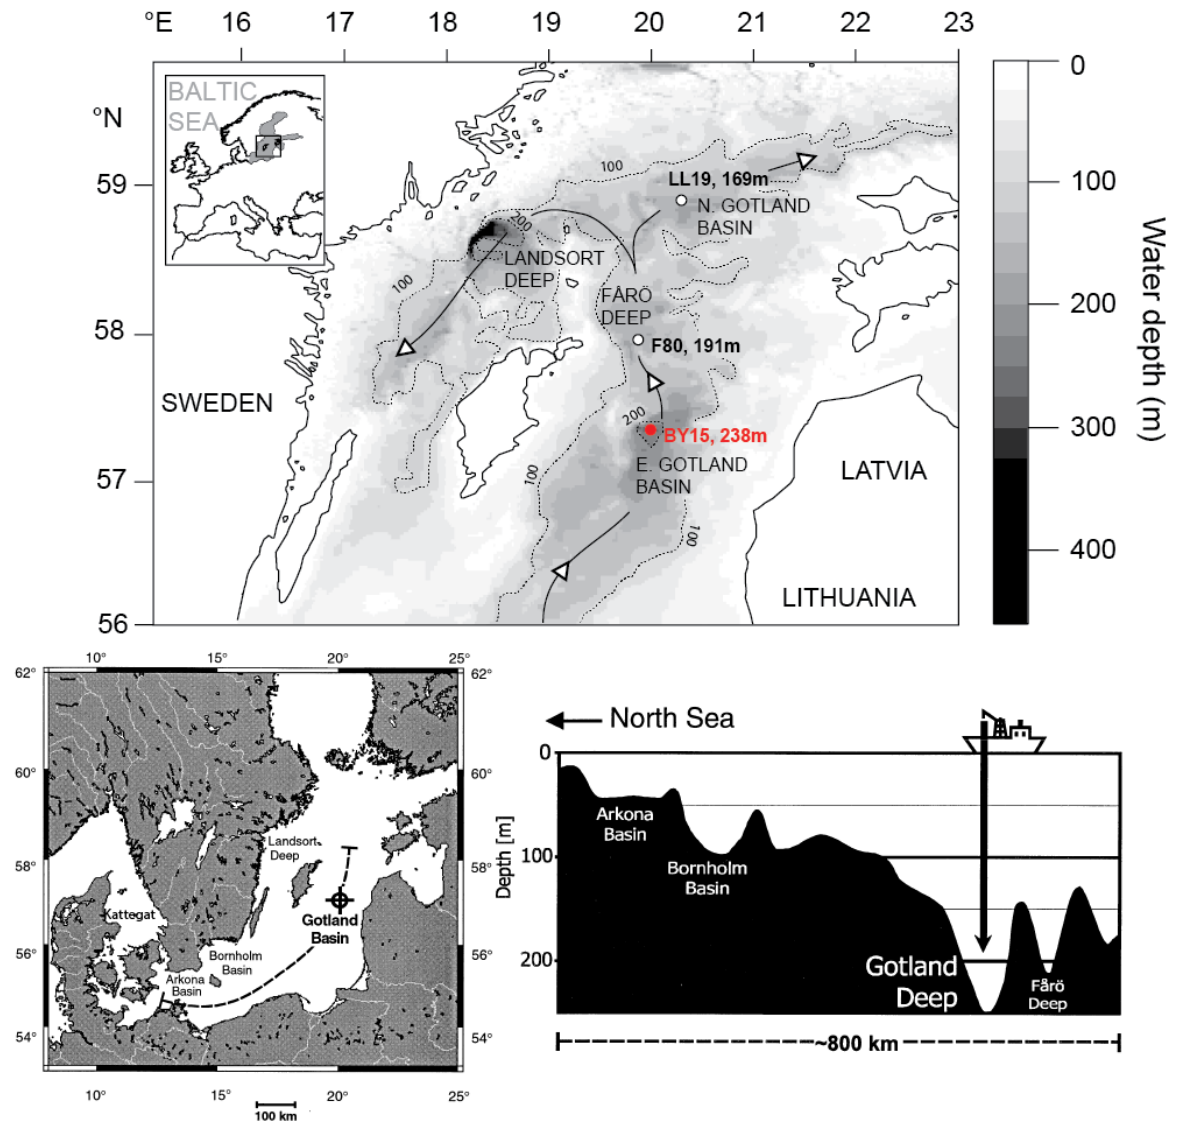 °E 16 17 18 19 20 21 22 23
°N
59
58
57
56
BALTIC
SEA
100
LL19, 169m
N. GOTLAND
BASIN
200
LANDSORT
DEEP
100
FÅRÖ
DEEP
F80, 191m
SWEDEN
200
BY15, 238m
E. GOTLAND
BASIN
100
100
LATVIA
LITHUANIA
0
100
200
300
400
Water depth (m)
10° 15° 20° 25°
62° 62°
60° 60°
58° 58°
56° 56°
54° 54°
Landsort
Deep
Kattegat
Gotland
Basin
Bornholm
Basin
Arkona
Basin
10° 15° 20° 25°
100 km
North Sea
0
100
200
Depth [m]
Arkona
Basin
Bornholm
Basin
Gotland
Deep
Fårö
Deep
~800 km